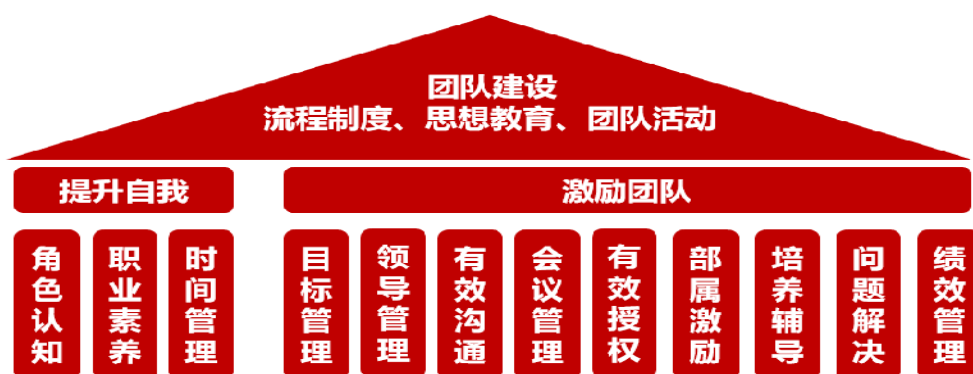 团队建设
流程制度、思想教育、团队活动
提升自我
激励团队
角色认知
职业素养
时间管理
目标管理
领导管理
有效沟通
会议管理
有效授权
部属激励
培养辅导
问题解决
绩效管理